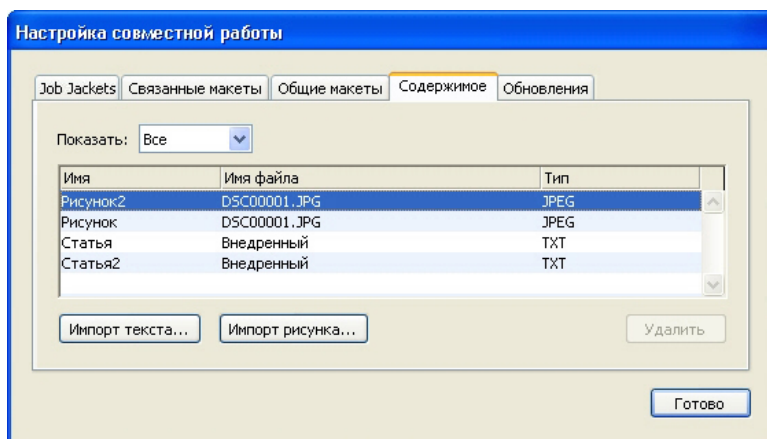 Настройка совместной работы
Job Jackets Связанные макеты Общие макеты Содержимое Обновления
Показать: Все
Имя Имя файла Тип
Рисунок2 DSC00001.JPG JPEG
Рисунок DSC00001.JPG JPEG
Статья Внедренный TXT
Статья2 Внедренный TXT
Импорт текста... Импорт рисунка... Удалить
Готово